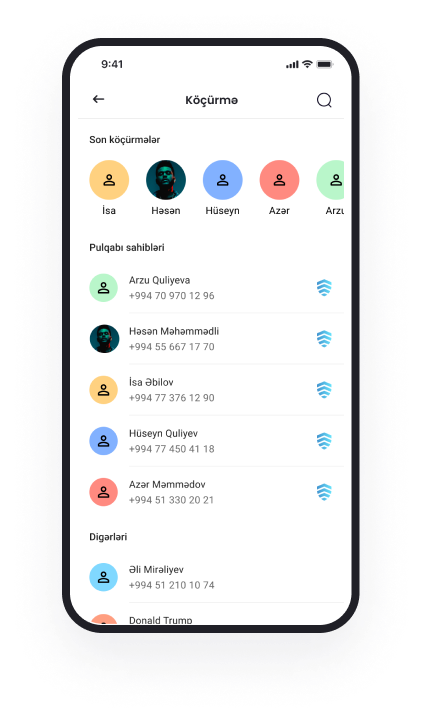 9:41
Köçürmə
Son köçürmələr
İsa Həsən Hüseyn Azər Arzu
Pulqabı sahibləri
Arzu Quliyeva
+994 70 970 12 96
Həsən Məhəmmədli
+994 55 667 17 70
İsa Əbilov
+994 77 376 12 90
Hüseyn Quliyev
+994 77 450 41 18
Azər Məmmədov
+994 51 330 20 21
Digərləri
Əli Mirəliyev
+994 51 210 10 74
Donald Trump